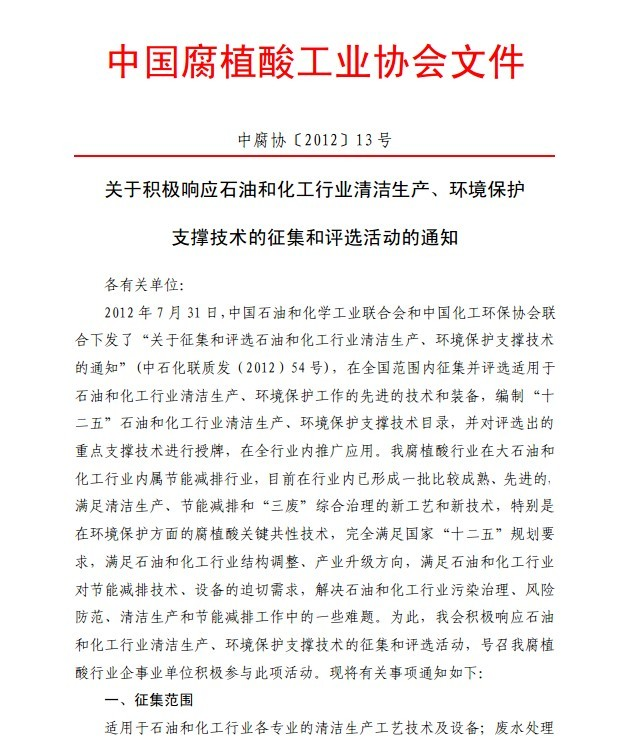 中国腐植酸工业协会文件
中腐协〔2012〕13号
关于积极响应石油和化工行业清洁生产、环境保护
支撑技术的征集和评选活动的通知
各有关单位：
2012年7月31日,中国石油和化学工业联合会和中国化工环保协会联
合下发了“关于征集和评选石油和化工行业清洁生产、环境保护支撑技术
的通知”（中石化联质发（2012）54号），在全国范围内征集并评选适用于
石油和化工行业清洁生产、环境保护工作的先进的技术和装备，编制“十
二五”石油和化工行业清洁生产、环境保护支撑技术目录，并对评选出的
重点支撑技术进行授牌，在全行业内推广应用。我腐植酸行业在大石油和
化工行业内属节能减排行业，目前在行业内已形成一批比较成熟、先进的,
满足清洁生产、节能减排和“三废”综合治理的新工艺和新技术，特别是
在环境保护方面的腐植酸关键共性技术，完全满足国家“十二五”规划要
求，满足石油和化工行业结构调整、产业升级方向，满足石油和化工行业
对节能减排技术、设备的迫切需求，解决石油和化工行业污染治理、风险
防范、清洁生产和节能减排工作中的一些难题。为此，我会积极响应石油
和化工行业清洁生产、环境保护支撑技术的征集和评选活动，号召我腐植
酸行业企事业单位积极参与此项活动。现将有关事项通知如下：
一、征集范围
适用于石油和化工行业各专业的清洁生产工艺技术及设备；废水处理